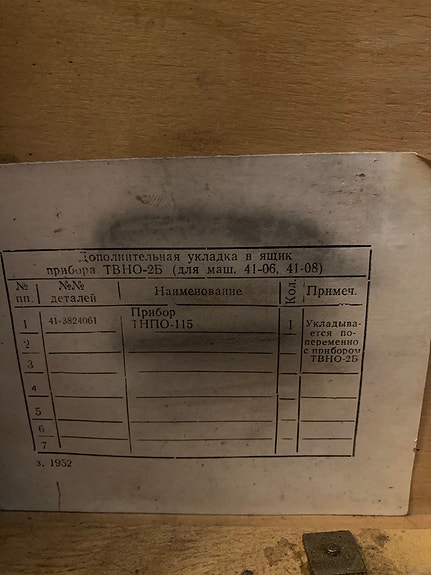 Дополнительная укладка в ящик
прибора ТВНО-2Б (для маш. 41-06, 41-08)
№ пп. №№ деталей Наименование Кол. Примеч.
1 41-3824061 Прибор ТНПО-115 1 Укладыва-
ется по-
переменно
с прибором
ТВНО-2Б
2
3
4
5
6
7
з. 1952